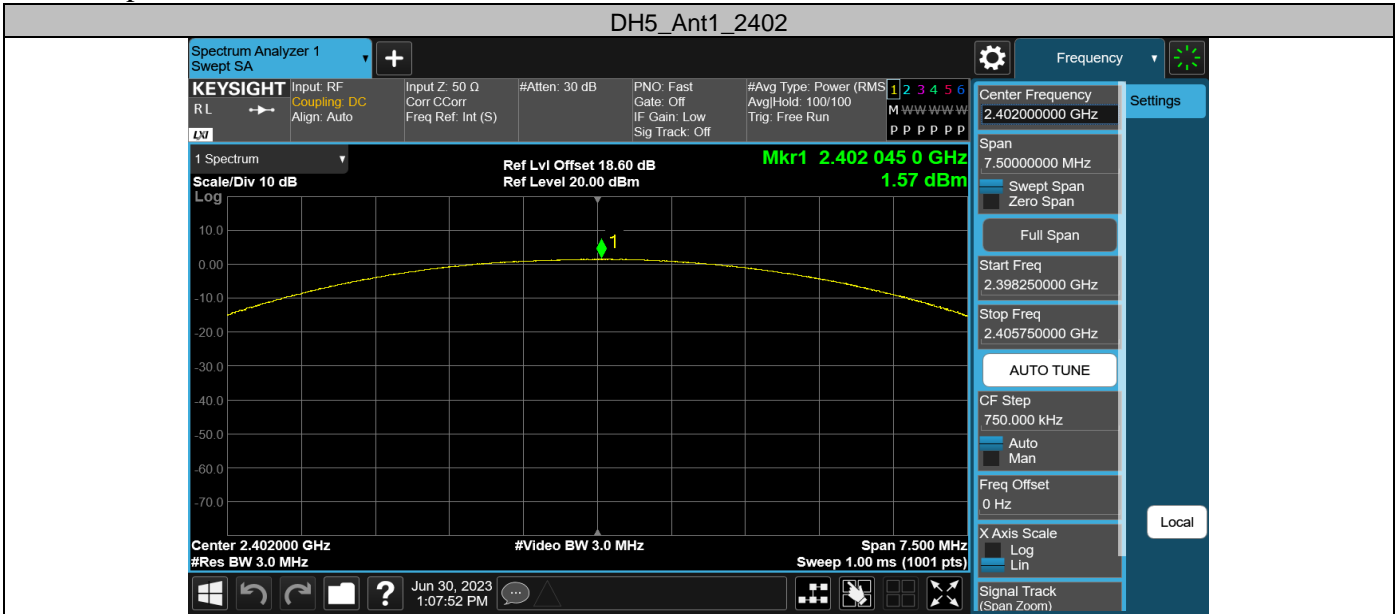 DH5_Ant1_2402
Spectrum Analyzer 1
Swept SA
Frequency
KEYSIGHT
RL
LXI
Input: RF
Coupling: DC
Align: Auto
Input Z: 50 Ω
Corr CCorr
Freq Ref: Int (S)
#Atten: 30 dB
PNO: Fast
Gate: Off
IF Gain: Low
Sig Track: Off
#Avg Type: Power (RMS
Avg|Hold: 100/100
Trig: Free Run
1 2 3 4 5 6
M W W W W W
P P P P P P
Center Frequency
2.402000000 GHz
Settings
Span
7.50000000 MHz
Swept Span
Zero Span
Full Span
Start Freq
2.398250000 GHz
Stop Freq
2.405750000 GHz
AUTO TUNE
CF Step
750.000 kHz
Auto
Man
Freq Offset
0 Hz
X Axis Scale
Log
Lin
Signal Track
(Span Zoom)
Local
1 Spectrum
Scale/Div 10 dB
Log
Ref Lvl Offset 18.60 dB
Ref Level 20.00 dBm
Mkr1 2.402 045 0 GHz
1.57 dBm
1
10.0
0.00
-10.0
-20.0
-30.0
-40.0
-50.0
-60.0
-70.0
Center 2.402000 GHz
#Res BW 3.0 MHz
#Video BW 3.0 MHz
Span 7.500 MHz
Sweep 1.00 ms (1001 pts)
Jun 30, 2023
1:07:52 PM